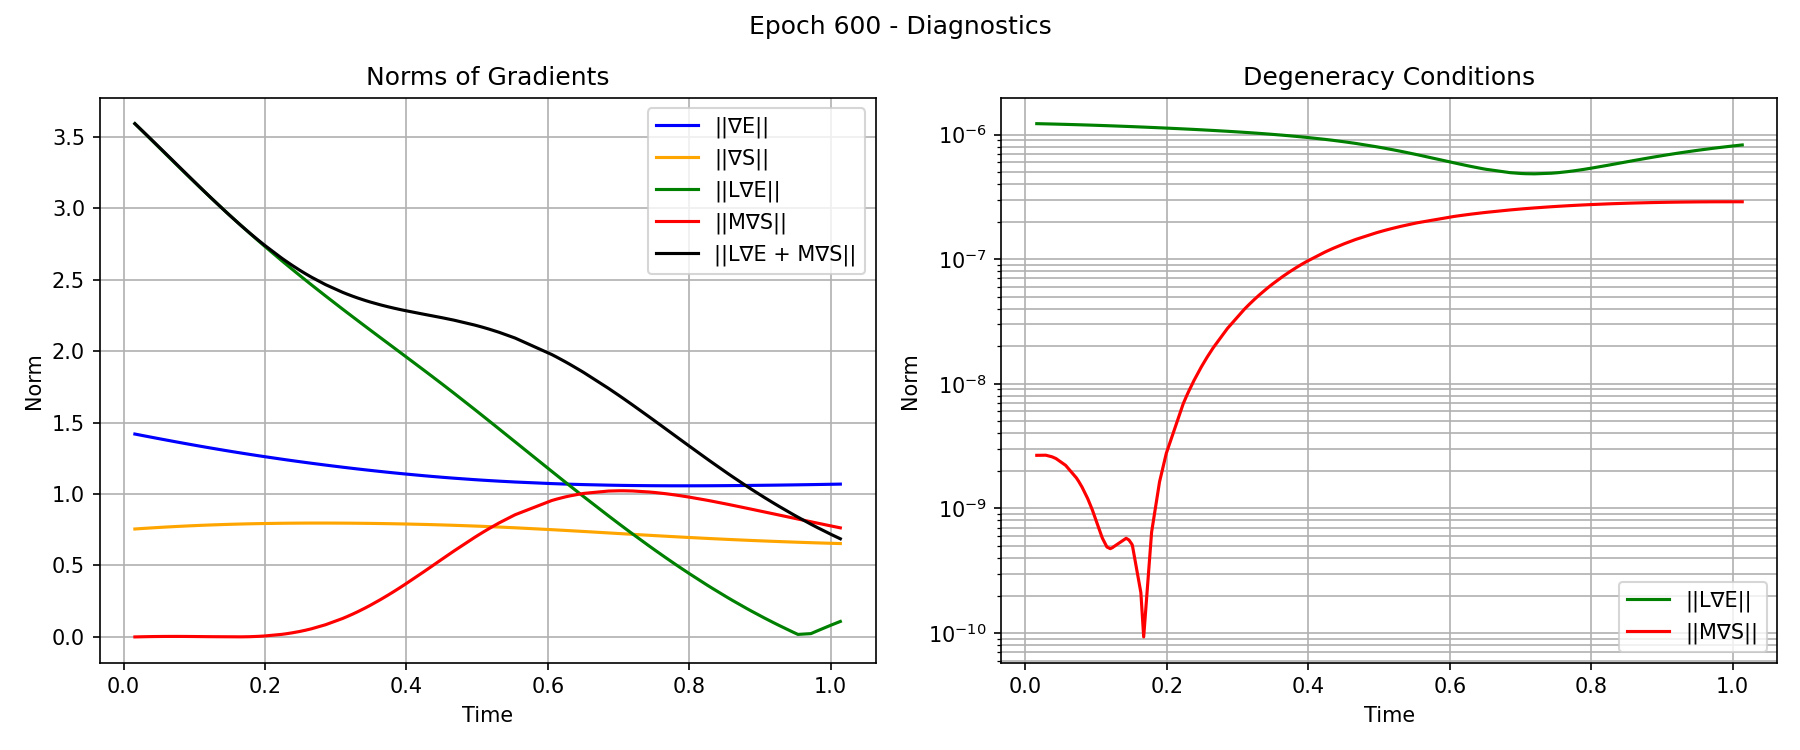 Epoch 600 - Diagnostics
Norms of Gradients
Norm
3.5
3.0
2.5
2.0
1.5
1.0
0.5
0.0
||∇E||
||∇S||
||L∇E||
||M∇S||
||L∇E + M∇S||
0.0 0.2 0.4 0.6 0.8 1.0
Time
Degeneracy Conditions
Norm
10⁻⁶
10⁻⁷
10⁻⁸
10⁻⁹
10⁻¹⁰
||L∇E||
||M∇S||
0.0 0.2 0.4 0.6 0.8 1.0
Time